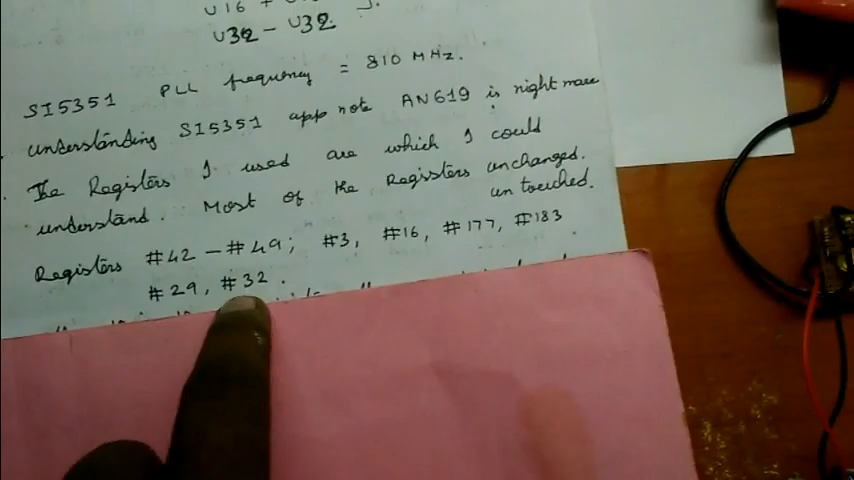 U16 +
U32 - U32.
SI5351 PLL frequency = 810 MHz.
understanding SI5351 app note AN619 is night mare
The Registers I used are which I could
understand. Most of the Registers unchanged.
un touched.
Registers #42 - #49; #3, #16, #177, #183
#29, #32.